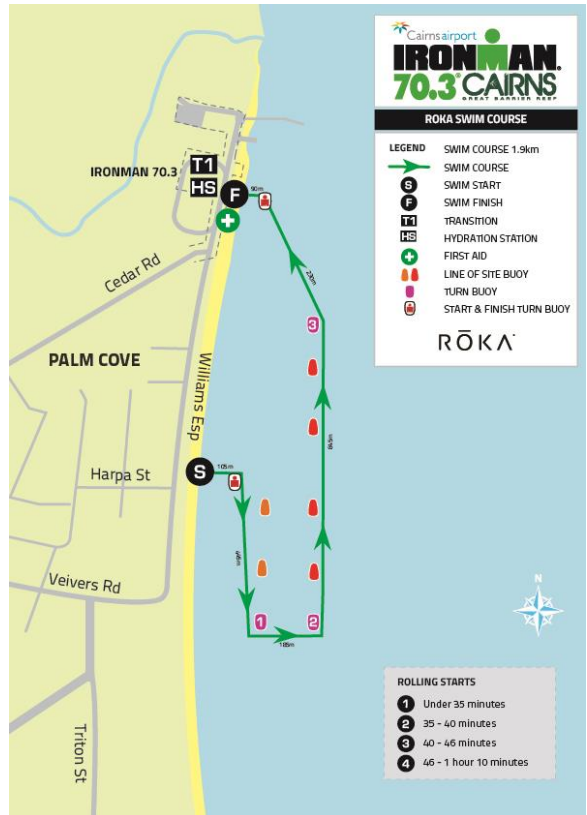 Cairns airport
IRONMAN®
70.3® CAIRNS
GREAT BARRIER REEF
ROKA SWIM COURSE
LEGEND SWIM COURSE 1.9km
SWIM COURSE
S SWIM START
F SWIM FINISH
T1 TRANSITION
HS HYDRATION STATION
FIRST AID
LINE OF SITE BUOY
TURN BUOY
START & FINISH TURN BUOY
RŌKA
IRONMAN 70.3
T1
HS
F
90m
Cedar Rd
3
PALM COVE
Williams Esp
S
105m
Harpa St
Veivers Rd
1
2
185m
N
Triton St
ROLLING STARTS
1 Under 35 minutes
2 35 - 40 minutes
3 40 - 46 minutes
4 46 - 1 hour 10 minutes